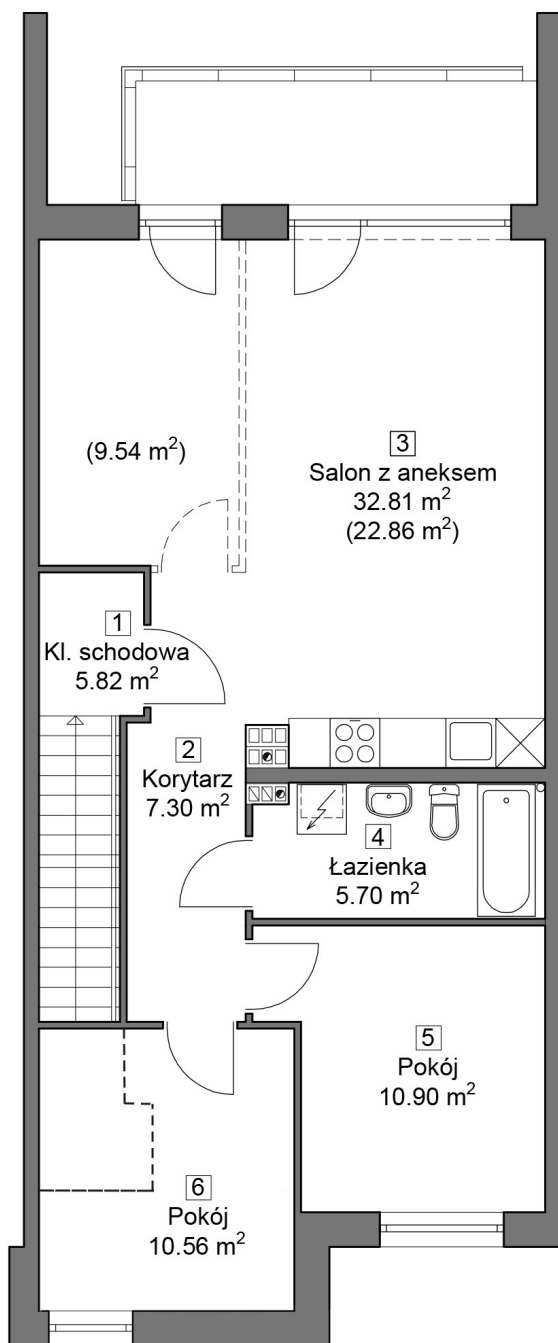 (9.54 m²)
3
Salon z aneksem
32.81 m²
(22.86 m²)
1
Kl. schodowa
5.82 m²
2
Korytarz
7.30 m²
4
Łazienka
5.70 m²
5
Pokój
10.90 m²
6
Pokój
10.56 m²